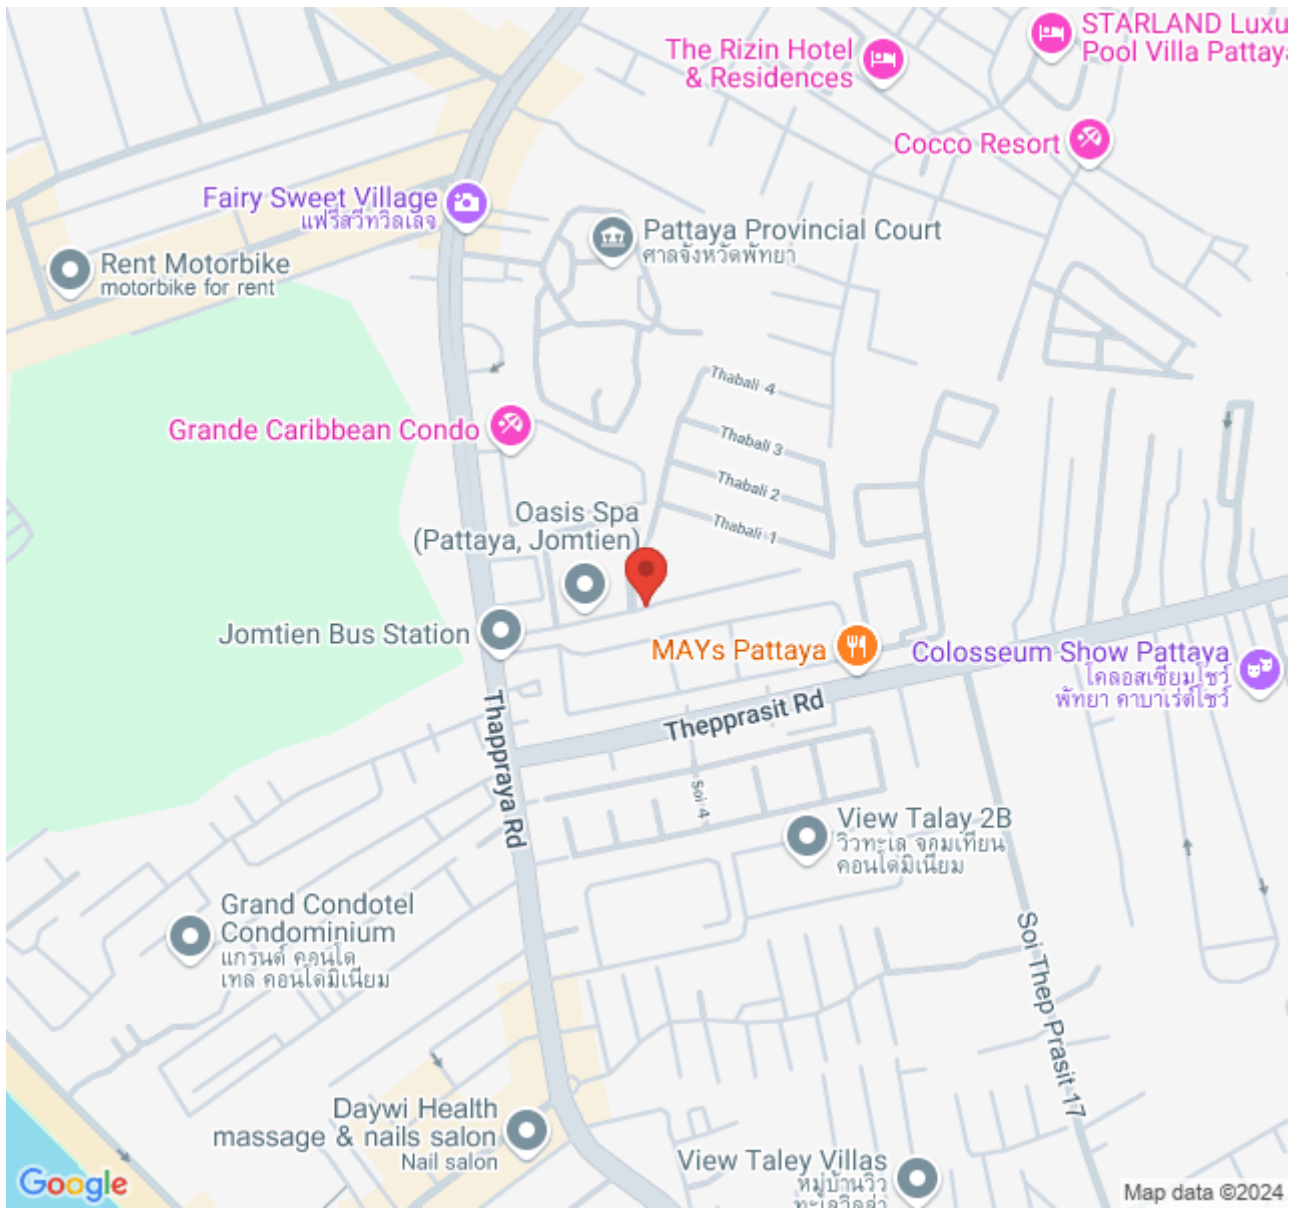 STARLAND Luxu
Pool Villa Pattaya
The Rizin Hotel
& Residences
Cocco Resort
Fairy Sweet Village
แฟรี่สวีทวิลเลจ
Pattaya Provincial Court
ศาลจังหวัดพัทยา
Rent Motorbike
motorbike for rent
Thabali 4
Grande Caribbean Condo
Thabali 3
Thabali 2
Oasis Spa
(Pattaya, Jomtien)
Thabali 1
Jomtien Bus Station
MAYs Pattaya
Colosseum Show Pattaya
โคลอสเซียมโชว์
พัทยา คาบาเร่ต์โชว์
Thappraya Rd
Thepprasit Rd
Soi 4
View Talay 2B
วิวทะเล จอมเทียน
คอนโดมิเนียม
Grand Condotel
Condominium
แกรนด์ คอนโด
เทล คอนโดมิเนียม
Soi Thep Prasit 17
Daywi Health
massage & nails salon
Nail salon
View Taley Villas
หมู่บ้านวิว
ทะเลวิลล่า
Google
Map data ©2024